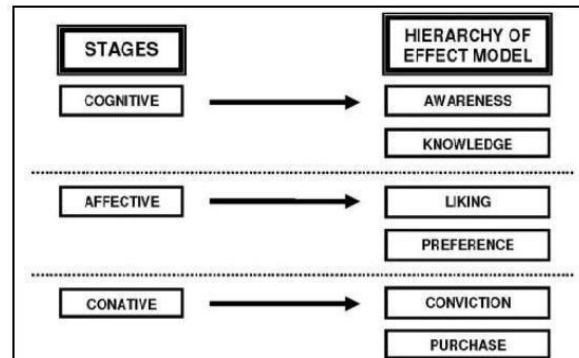 STAGES
HIERARCHY OF
EFFECT MODEL
COGNITIVE
AWARENESS
KNOWLEDGE
AFFECTIVE
LIKING
PREFERENCE
CONATIVE
CONVICTION
PURCHASE